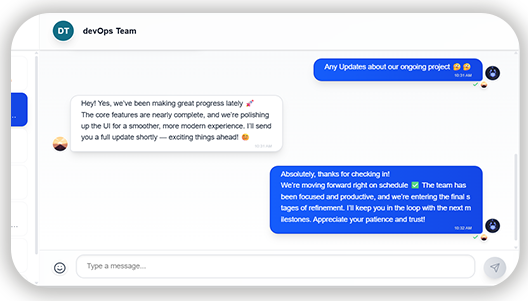 DT devOps Team
Any Updates about our ongoing project 🤔 🤔
10:31 AM
Hey! Yes, we've been making great progress lately 🚀
The core features are nearly complete, and we're polishing
up the UI for a smoother, more modern experience. I'll send
you a full update shortly — exciting things ahead!
Absolutely, thanks for checking in!
We're moving forward right on schedule ✅ The team has
been focused and productive, and we're entering the final s
tages of refinement. I'll keep you in the loop with the next m
ilestones. Appreciate your patience and trust!
10:32 AM
Type a message...